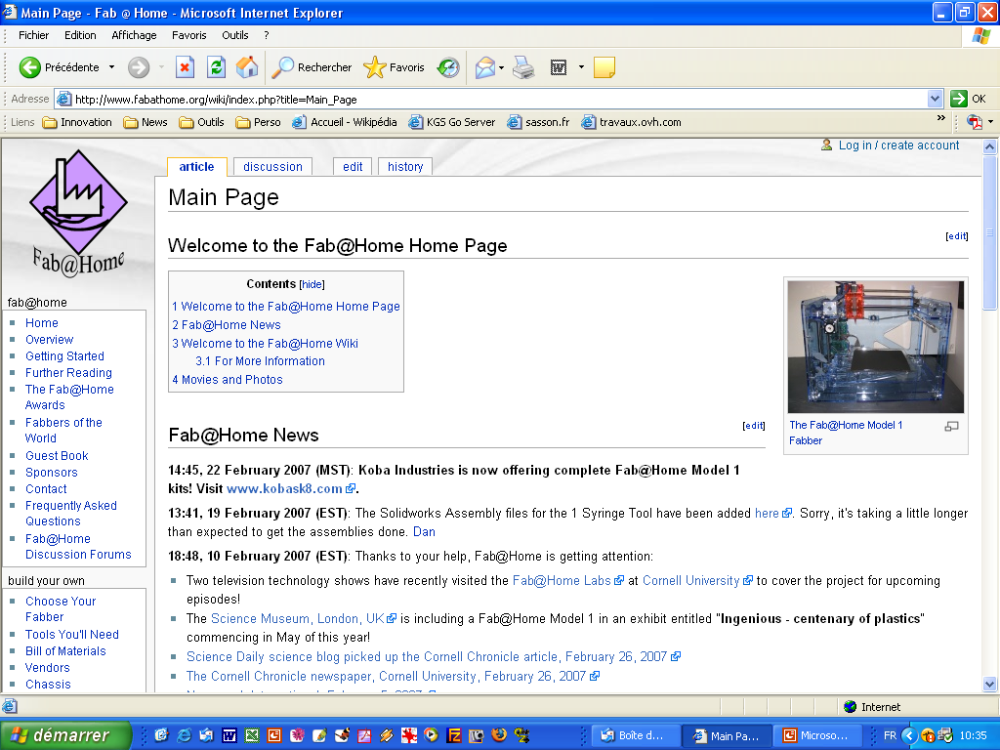 Main Page - Fab @ Home - Microsoft Internet Explorer
Fichier Edition Affichage Favoris Outils ?
Précédente Rechercher Favoris
Adresse http://www.fabathome.org/wiki/index.php?title=Main_Page OK
Liens Innovation News Outils Perso Accueil - Wikipédia KGS Go Server sasson.fr travaux.ovh.com »
Log in / create account
article discussion edit history
Main Page
Welcome to the Fab@Home Home Page [edit]
Fab@Home
Contents [hide]
1 Welcome to the Fab@Home Home Page
2 Fab@Home News
3 Welcome to the Fab@Home Wiki
3.1 For More Information
4 Movies and Photos
The Fab@Home Model 1
Fabber
fab@home
Home
Overview
Getting Started
Further Reading
The Fab@Home
Awards
Fabbers of the
World
Guest Book
Sponsors
Contact
Frequently Asked
Questions
Fab@Home
Discussion Forums
build your own
Choose Your
Fabber
Tools You'll Need
Bill of Materials
Vendors
Chassis
Fab@Home News [edit]
14:45, 22 February 2007 (MST): Koba Industries is now offering complete Fab@Home Model 1
kits! Visit www.kobask8.com.
13:41, 19 February 2007 (EST): The Solidworks Assembly files for the 1 Syringe Tool have been added here. Sorry, it's taking a little longer
than expected to get the assemblies done. Dan
18:48, 10 February 2007 (EST): Thanks to your help, Fab@Home is getting attention:
Two television technology shows have recently visited the Fab@Home Labs at Cornell University to cover the project for upcoming
episodes!
The Science Museum, London, UK is including a Fab@Home Model 1 in an exhibit entitled "Ingenious - centenary of plastics"
commencing in May of this year!
Science Daily science blog picked up the Cornell Chronicle article, February 26, 2007
The Cornell Chronicle newspaper, Cornell University, February 26, 2007
Internet
démarrer Boîte d... Main Pa... Microso... FR 10:35